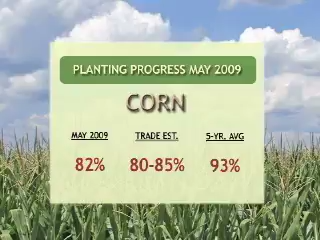 PLANTING PROGRESS MAY 2009
CORN
MAY 2009 TRADE EST. 5-YR. AVG
82% 80-85% 93%